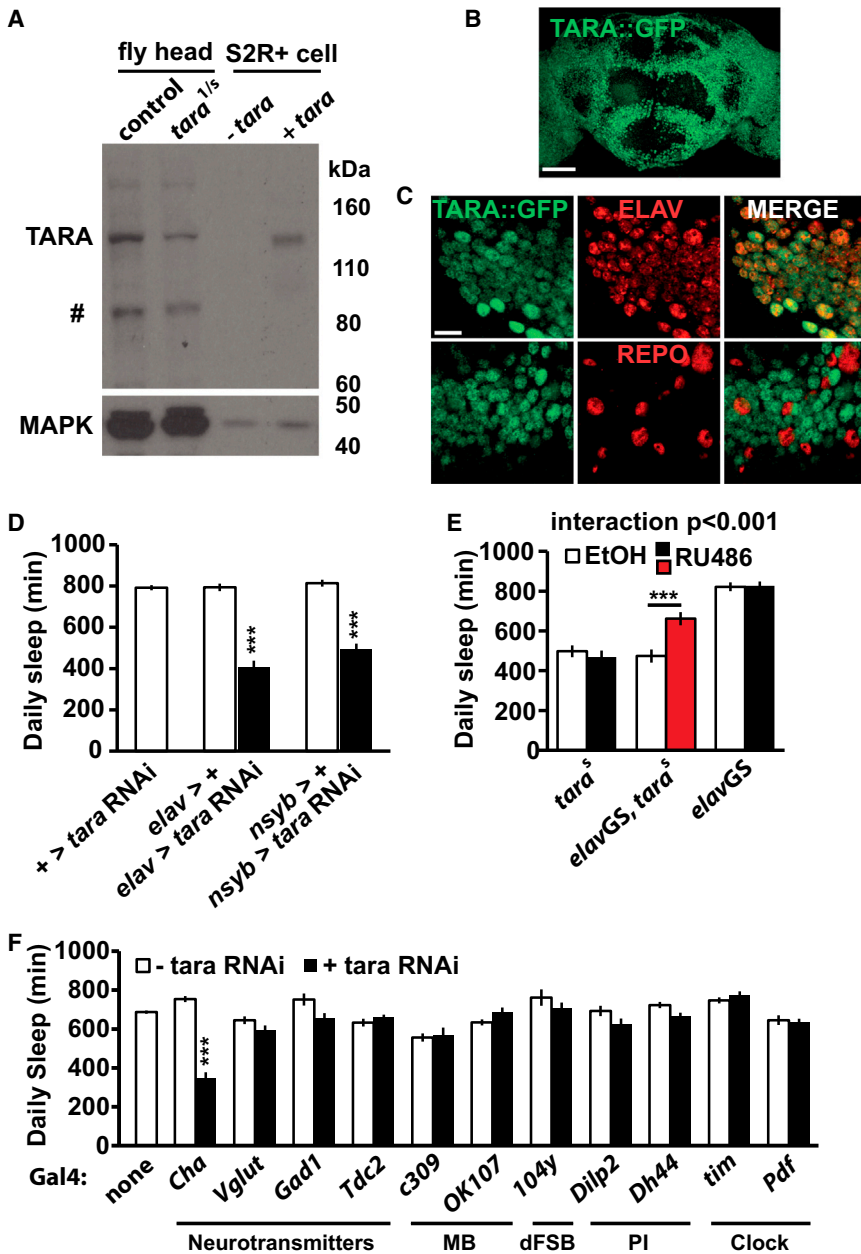 A
fly head S2R+ cell
control tara1/s - tara + tara
kDa
160
TARA
110
#
80
60
50
MAPK
40
B
TARA::GFP
C
TARA::GFP ELAV MERGE
REPO
D
Daily sleep (min)
1000
800
600
400
200
0
***
***
+ > tara RNAi
elav > +
elav > tara RNAi
nsyb > +
nsyb > tara RNAi
E
interaction p<0.001
EtOH RU486
Daily sleep (min)
1000
800
600
400
200
0
***
taraˢ
elavGS, taraˢ
elavGS
F
- tara RNAi + tara RNAi
Daily Sleep (min)
1000
800
600
400
200
0
***
Gal4: none Cha Vglut Gad1 Tdc2 c309 OK107 104y Dilp2 Dh44 tim Pdf
Neurotransmitters MB dFSB PI Clock